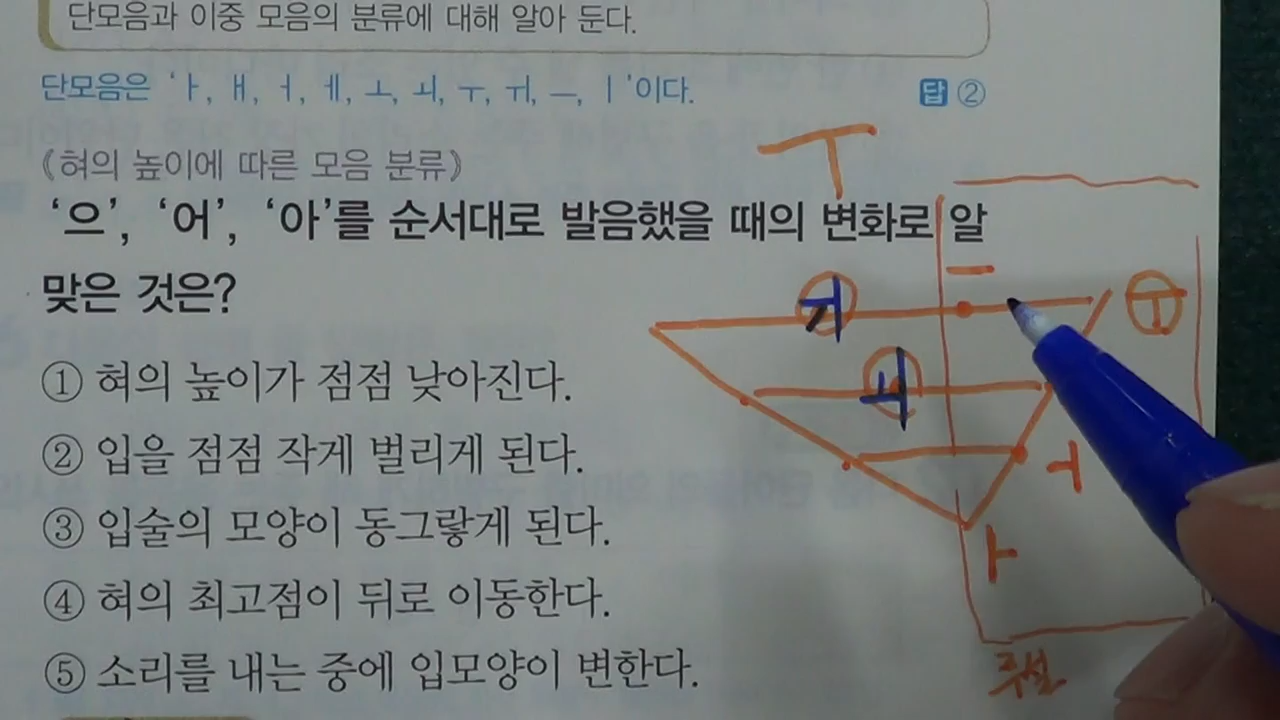 단모음과 이중 모음의 분류에 대해 알아 둔다.
단모음은 ‘ㅏ, ㅐ, ㅓ, ㅔ, ㅗ, ㅚ, ㅜ, ㅟ, ㅡ, ㅣ’이다. 답 ②
《혀의 높이에 따른 모음 분류》
‘으’, ‘어’, ‘아’를 순서대로 발음했을 때의 변화로 알
맞은 것은?
① 혀의 높이가 점점 낮아진다.
② 입을 점점 작게 벌리게 된다.
③ 입술의 모양이 동그랗게 된다.
④ 혀의 최고점이 뒤로 이동한다.
⑤ 소리를 내는 중에 입모양이 변한다.
ㅜ
ㅡ
ㅟ ㅜ
ㅚ
ㅓ
ㅏ
후설